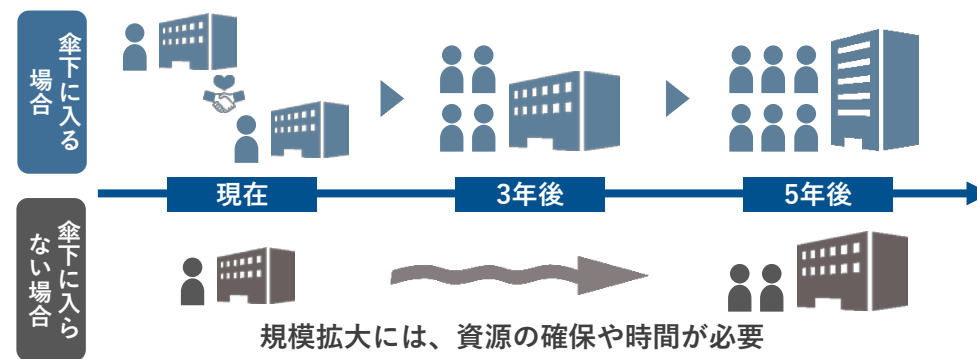 傘下に入る
場合
現在
3年後
5年後
傘下に入ら
ない場合
規模拡大には、資源の確保や時間が必要